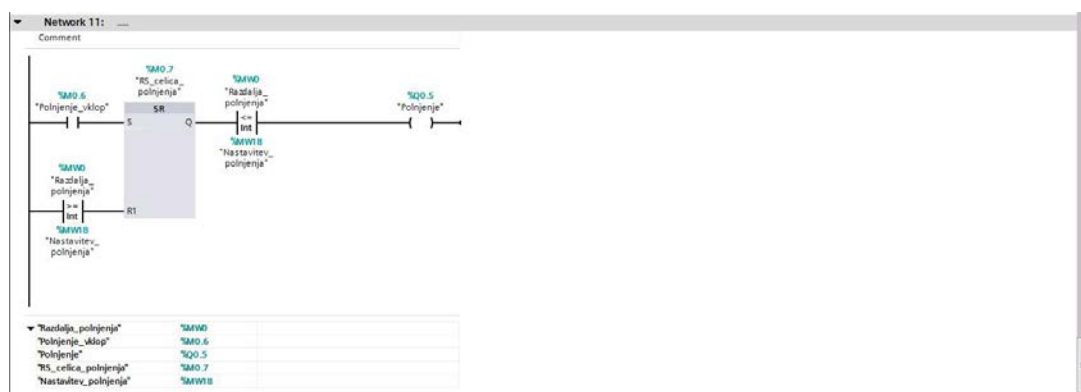 Network 11: ....
Comment
%M0.7
"RS_celica_
polnjenja"
%MW0
"Razdalja_
polnjenja"
%M0.6
"Polnjenje_vklop"
%Q0.5
"Polnjenje"
SR
S Q
<=
Int
%MW18
"Nastavitev_
polnjenja"
%MW0
"Razdalja_
polnjenja"
>=
Int
R1
%MW18
"Nastavitev_
polnjenja"
"Razdalja_polnjenja" %MW0
"Polnjenje_vklop" %M0.6
"Polnjenje" %Q0.5
"RS_celica_polnjenja" %M0.7
"Nastavitev_polnjenja" %MW18